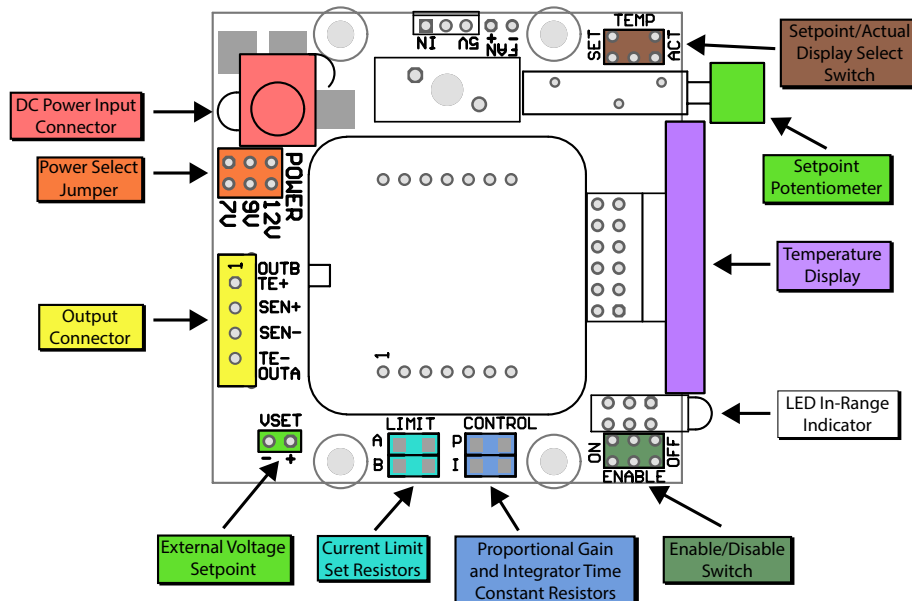 TEMP
SET
ACT
IN
5V
+
-
FAN
Setpoint/Actual
Display Select
Switch
DC Power Input
Connector
Power Select
Jumper
POWER
7V
9V
12V
Setpoint
Potentiometer
1
OUTB
TE+
SEN+
SEN-
TE-
OUTA
Output
Connector
Temperature
Display
1
LED In-Range
Indicator
VSET
-
+
LIMIT
A
B
CONTROL
P
I
ON
OFF
ENABLE
External Voltage
Setpoint
Current Limit
Set Resistors
Proportional Gain
and Integrator Time
Constant Resistors
Enable/Disable
Switch